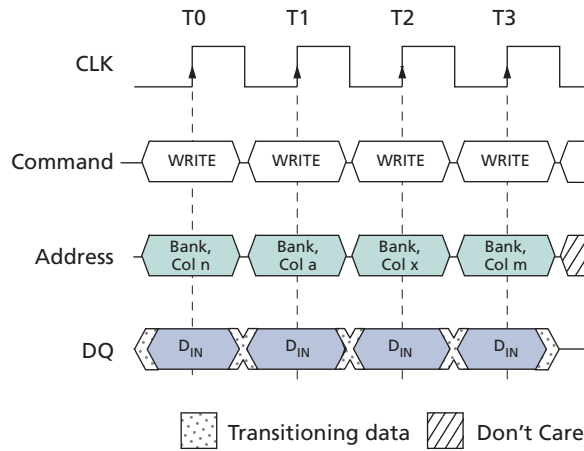 T0 T1 T2 T3
CLK
Command WRITE WRITE WRITE WRITE
Address Bank, Col n Bank, Col a Bank, Col x Bank, Col m
DQ DIN DIN DIN DIN
Transitioning data Don't Care